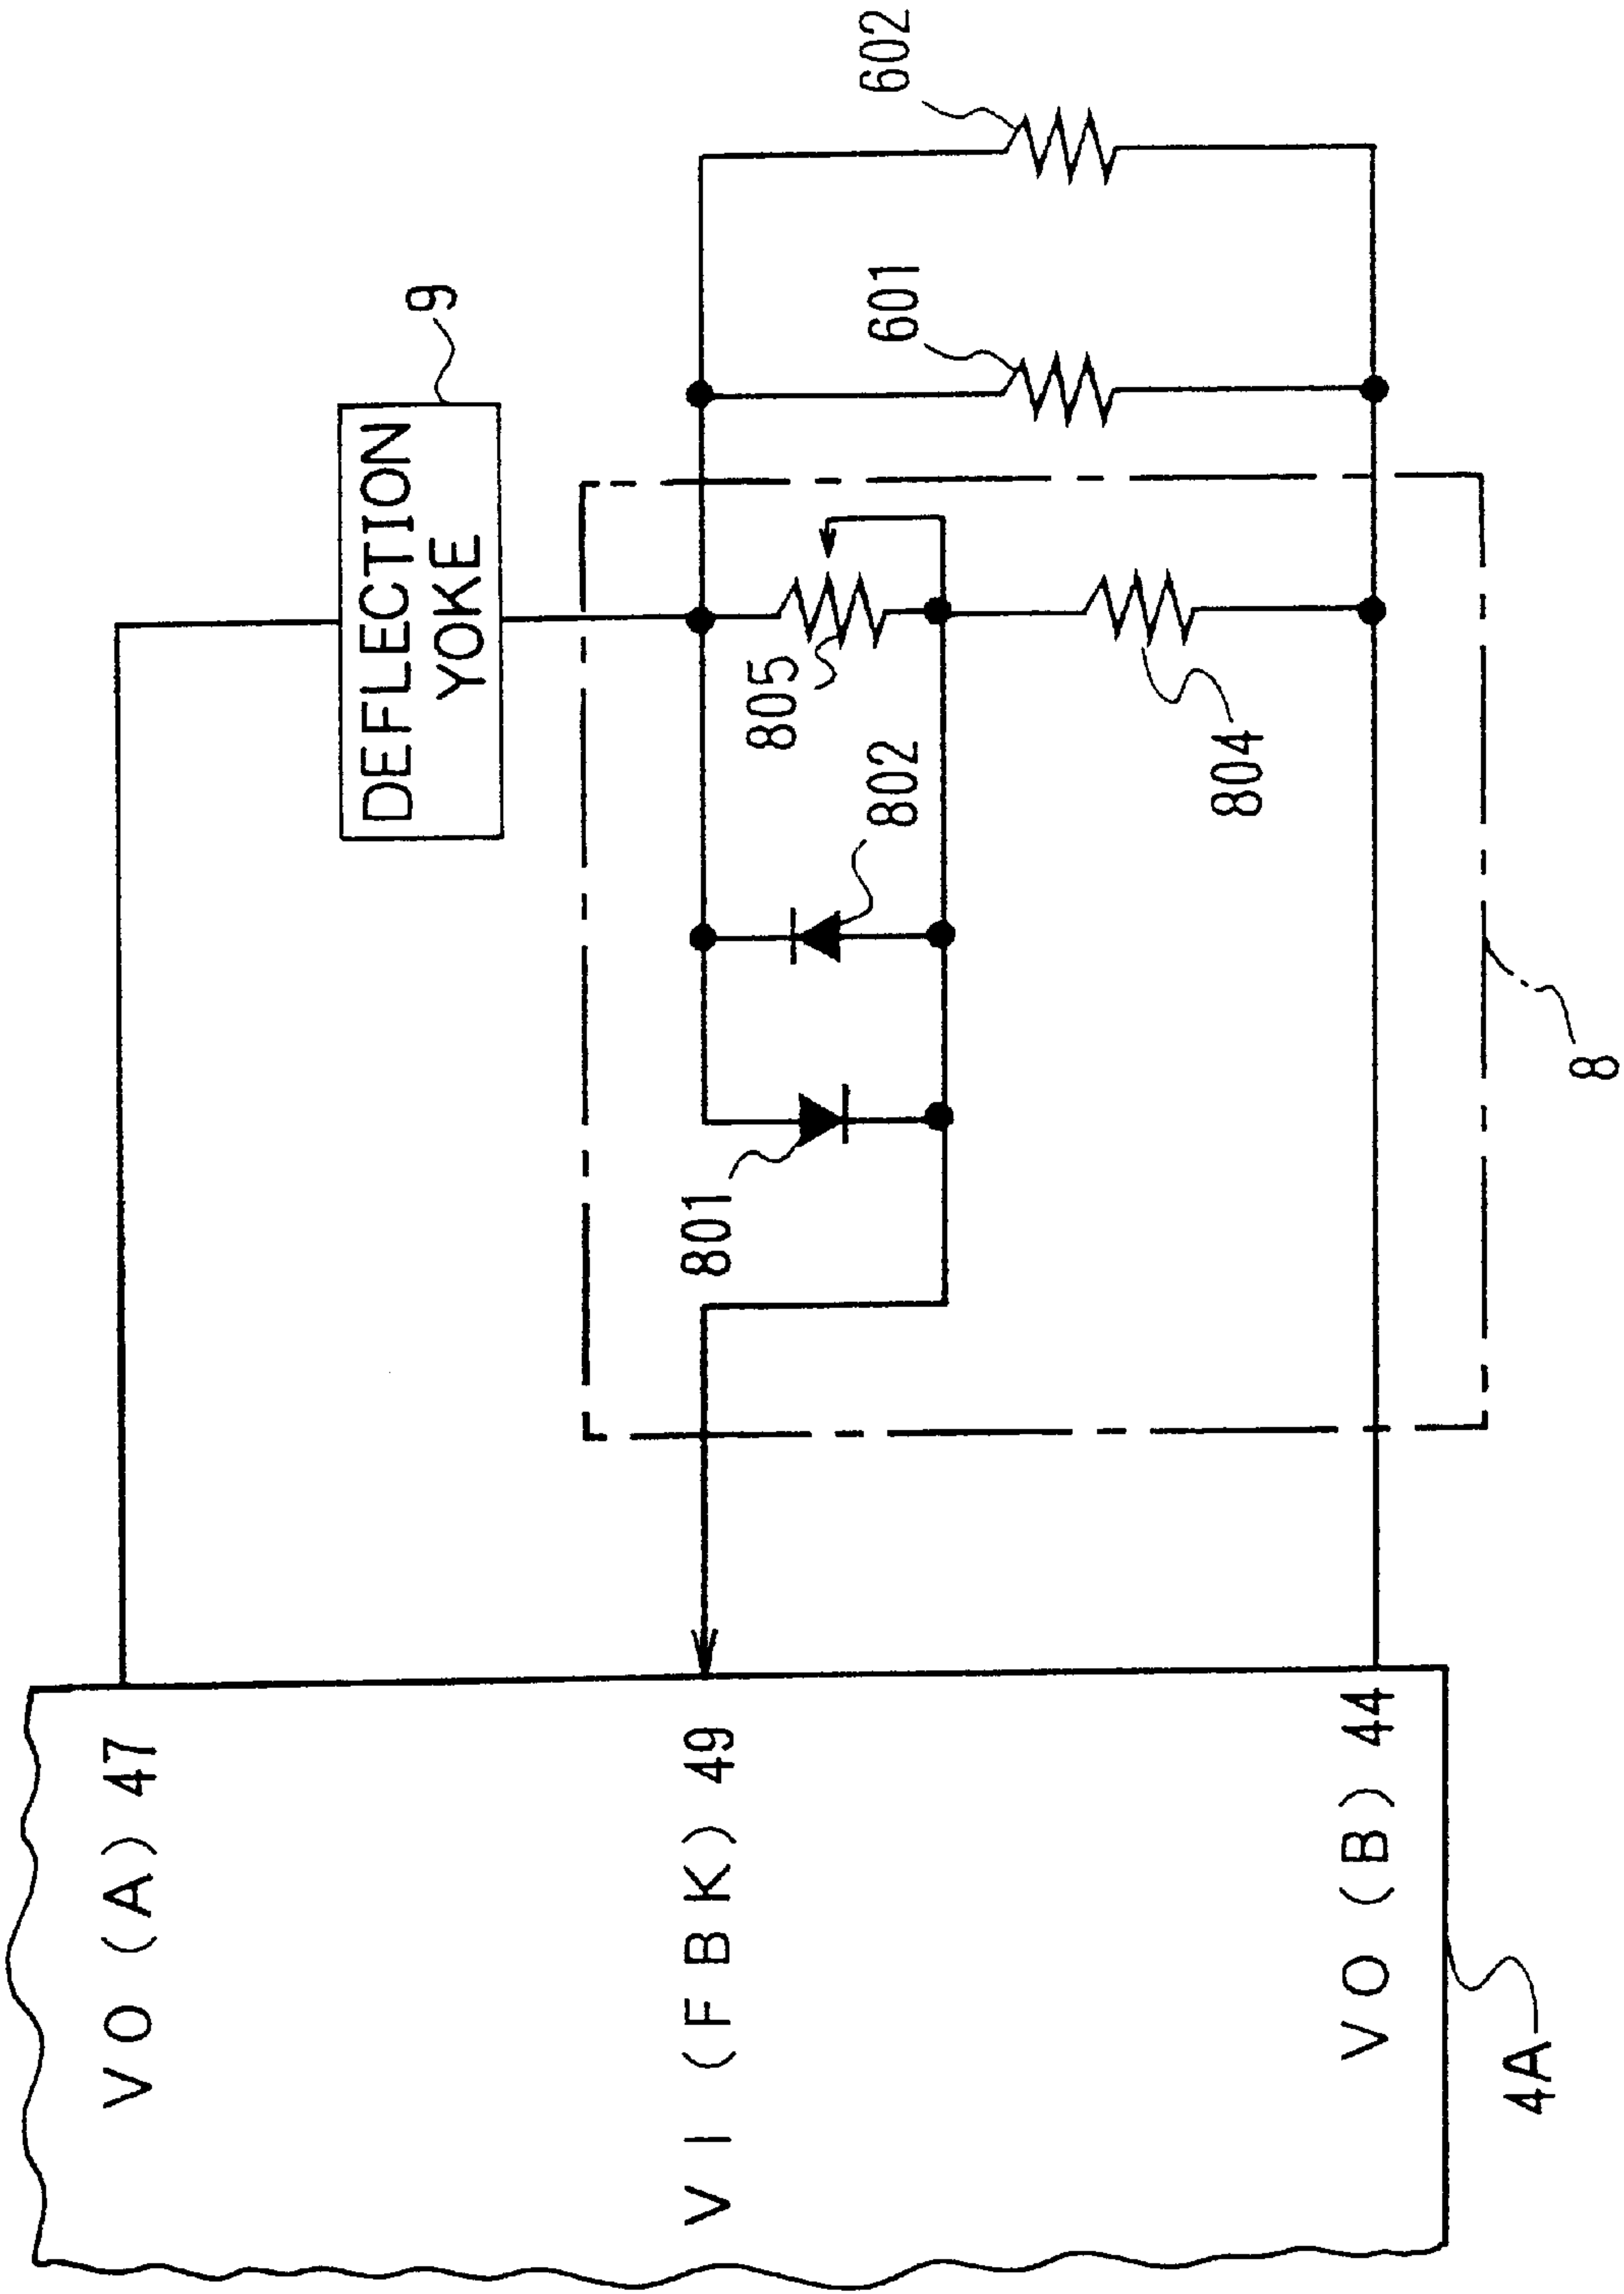 VO (A) 47
VI (FBK) 49
VO (B) 44
4A
DEFLECTION
YOKE
9
801
802
805
804
8
601
602